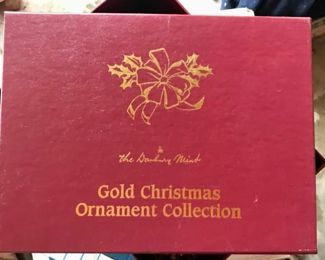 the Danbury Mint
Gold Christmas
Ornament Collection